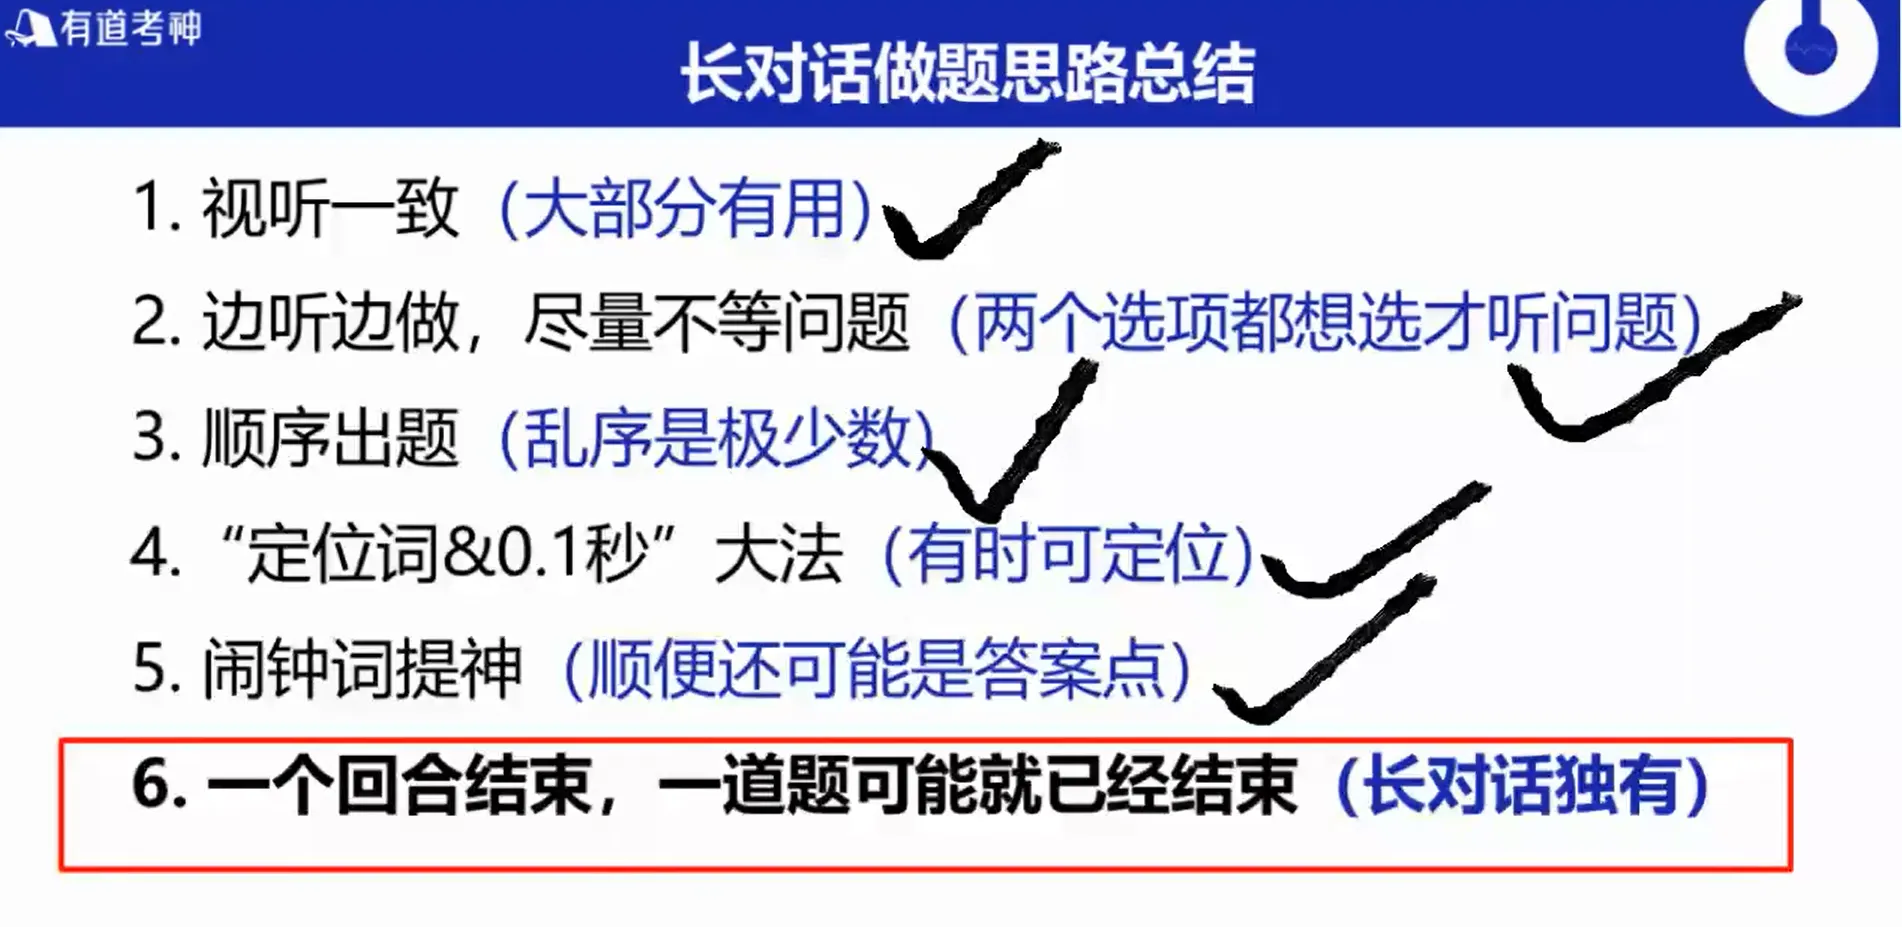 有道考神
长对话做题思路总结
1. 视听一致（大部分有用）
2. 边听边做，尽量不等问题（两个选项都想选才听问题）
3. 顺序出题（乱序是极少数）
4. “定位词&0.1秒”大法（有时可定位）
5. 闹钟词提神（顺便还可能是答案点）
6. 一个回合结束，一道题可能就已经结束（长对话独有）